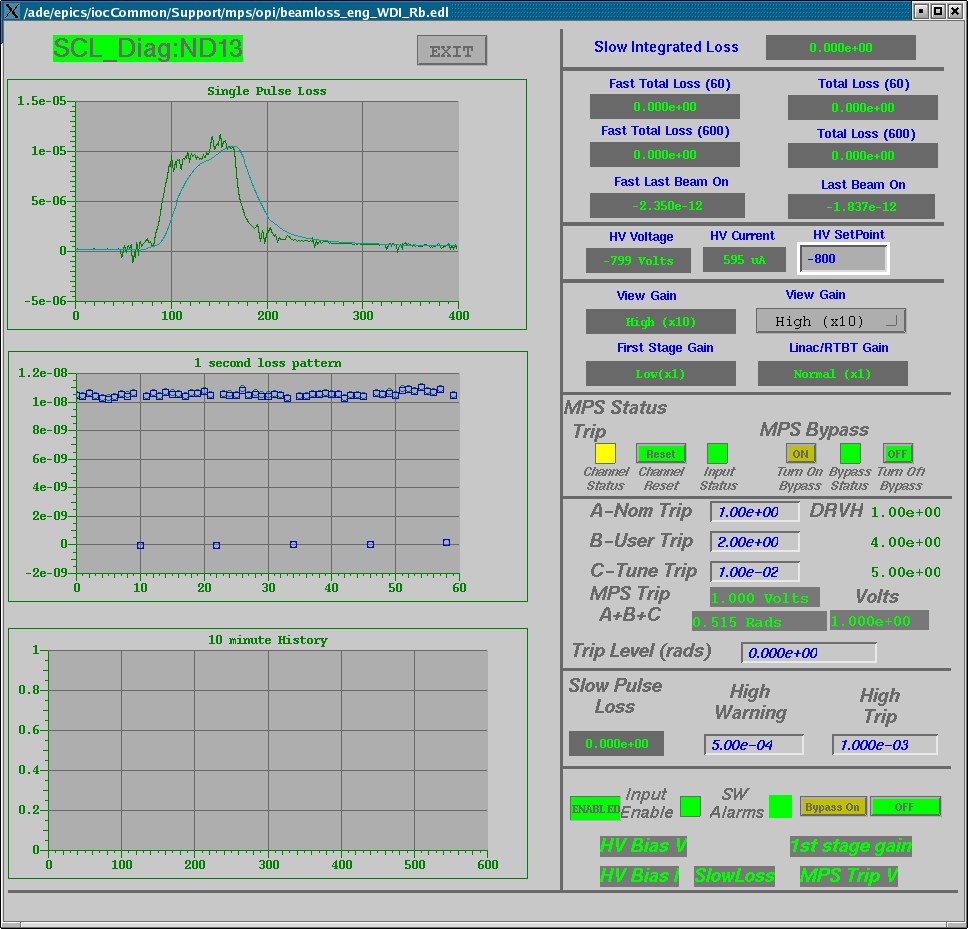 /ade/epics/iocCommon/Support/mps/opi/beamloss_eng_WDI_Rb.edl
SCL_Diag:ND13
EXIT
Single Pulse Loss
1.5e-05
1e-05
5e-06
0
-5e-06
0 100 200 300 400
1 second loss pattern
1.2e-08
1e-08
8e-09
6e-09
4e-09
2e-09
0
-2e-09
0 10 20 30 40 50 60
10 minute History
1
0.8
0.6
0.4
0.2
0
0 100 200 300 400 500 600
Slow Integrated Loss 0.000e+00
Fast Total Loss (60) Total Loss (60)
0.000e+00 0.000e+00
Fast Total Loss (600) Total Loss (600)
0.000e+00 0.000e+00
Fast Last Beam On Last Beam On
-2.350e-12 -1.837e-12
HV Voltage HV Current HV SetPoint
-799 Volts 595 uA -800
View Gain View Gain
High (x10) High (x10)
First Stage Gain Linac/RTBT Gain
Low(x1) Normal (x1)
MPS Status
Trip MPS Bypass
Reset ON OFF
Channel Channel Input Turn On Bypass Turn Off
Status Reset Status Bypass Status Bypass
A-Nom Trip 1.00e+00 DRVH 1.00e+00
B-User Trip 2.00e+00 4.00e+00
C-Tune Trip 1.00e-02 5.00e+00
MPS Trip 1.000 Volts Volts
A+B+C 0.515 Rads 1.000e+00
Trip Level (rads) 0.000e+00
Slow Pulse High High
Loss Warning Trip
0.000e+00 5.00e-04 1.000e-03
ENABLED Input Enable SW Alarms Bypass On OFF
HV Bias V 1st stage gain
HV Bias I SlowLoss MPS Trip V